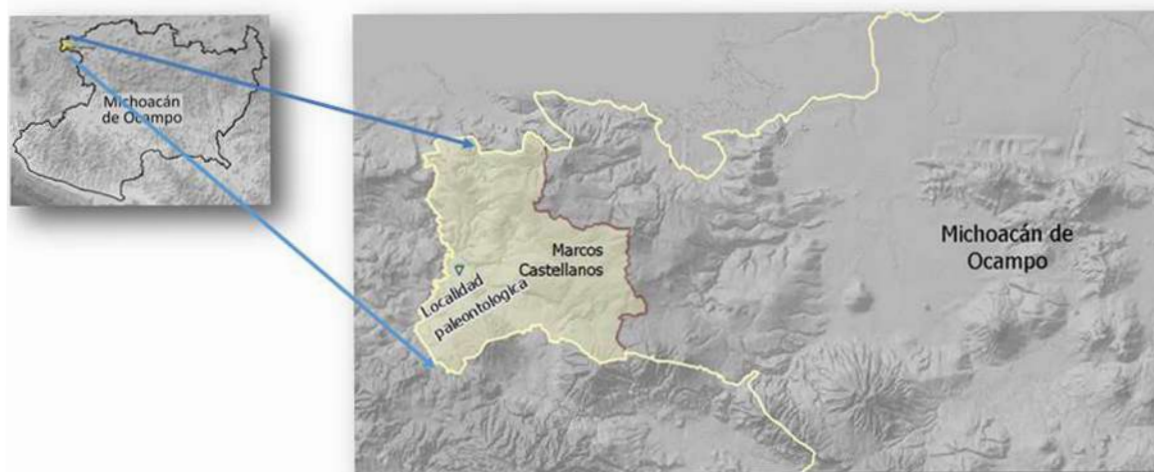 Michoacán
de Ocampo
Marcos
Castellanos
Localidad
paleontologica
Michoacán de
Ocampo